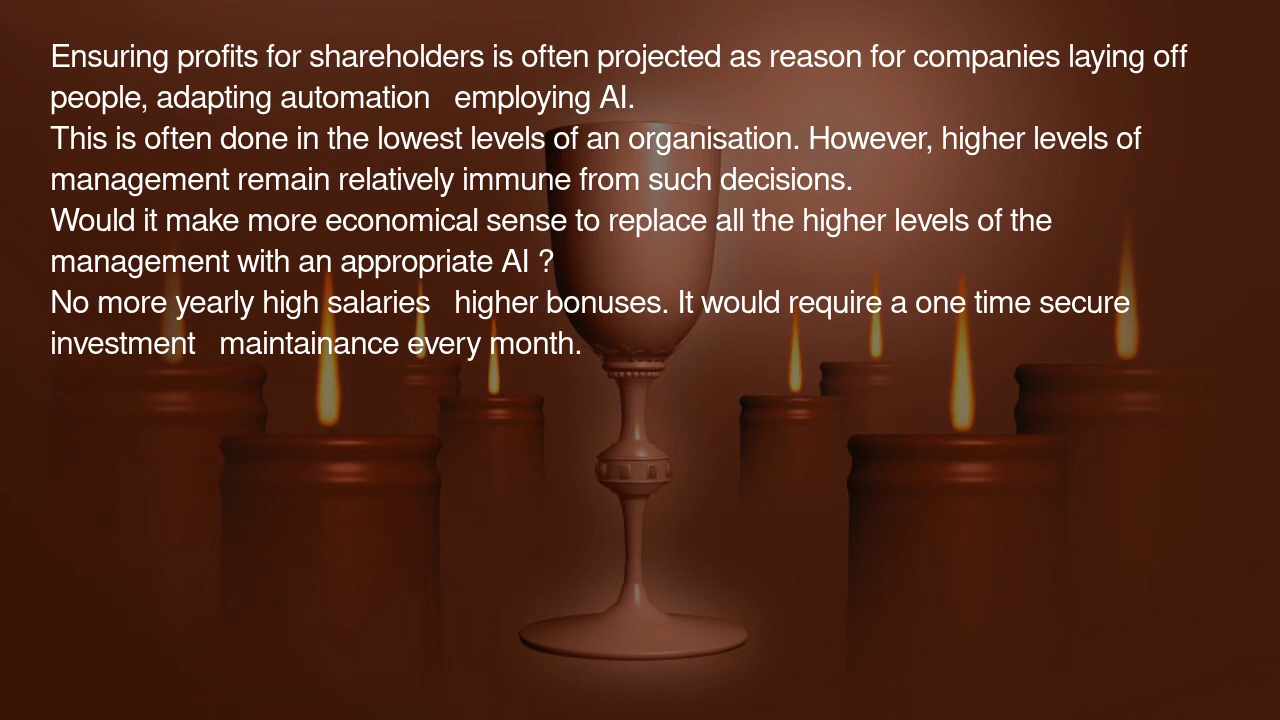 Ensuring profits for shareholders is often projected as reason for companies laying off
people, adapting automation   employing AI.
This is often done in the lowest levels of an organisation. However, higher levels of
management remain relatively immune from such decisions.
Would it make more economical sense to replace all the higher levels of the
management with an appropriate AI ?
No more yearly high salaries   higher bonuses. It would require a one time secure
investment   maintainance every month.